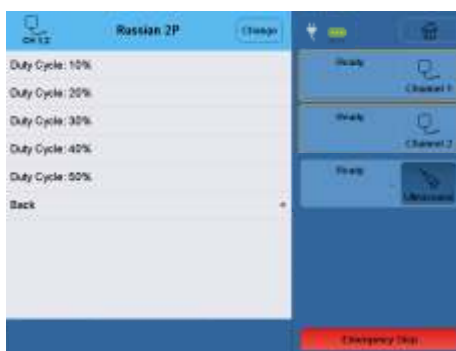 CH 1,2
Russian 2P
Change
Duty Cycle: 10%
Duty Cycle: 20%
Duty Cycle: 30%
Duty Cycle: 40%
Duty Cycle: 50%
Back
Ready
Channel 1
Ready
Channel 2
Ready
Ultrasound
Emergency Stop